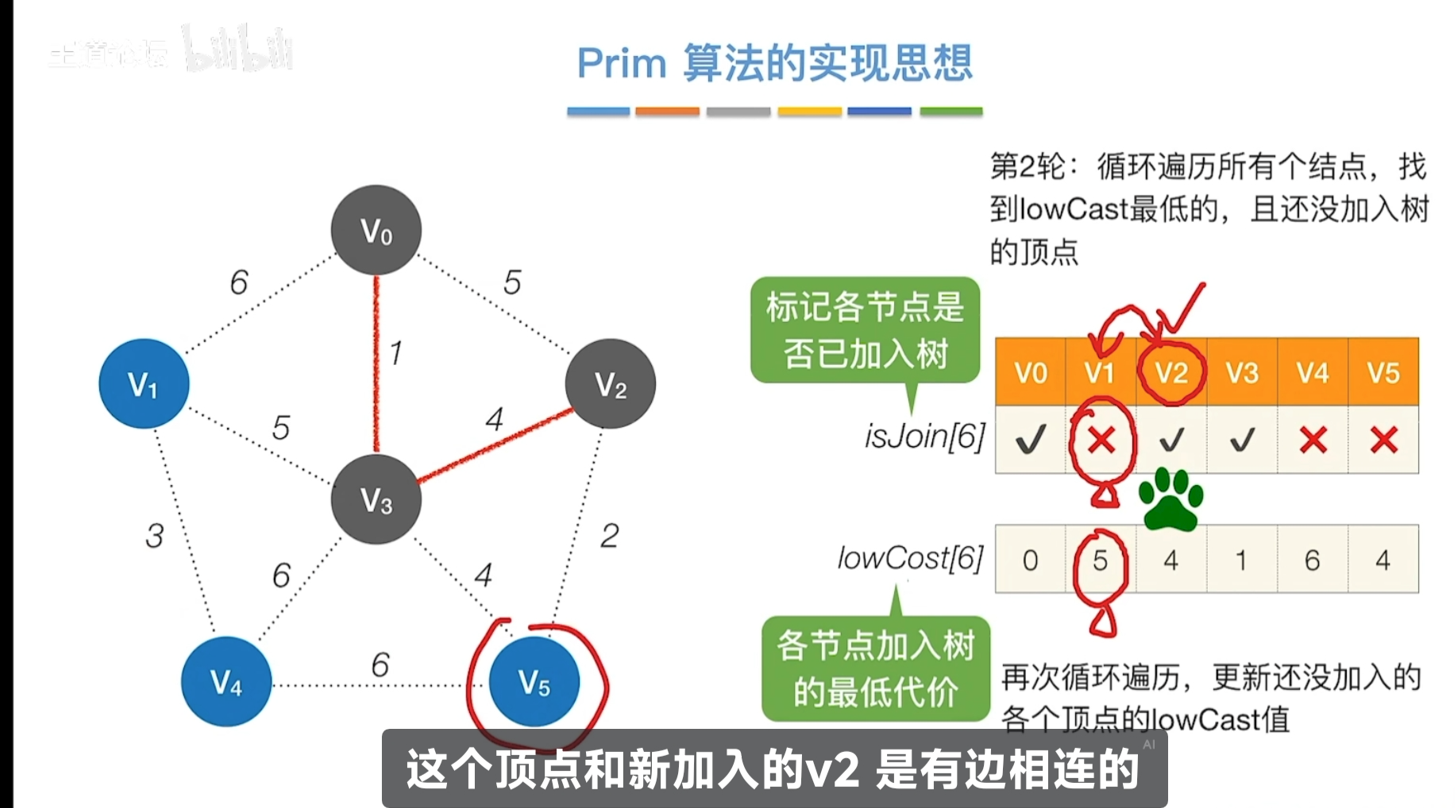 王道论坛 bilibili
Prim 算法的实现思想
第2轮：循环遍历所有个结点，找
到lowCast最低的，且还没加入树
的顶点
标记各节点是
否已加入树
V0 V1 V2 V3 V4 V5
isJoin[6] ✓ ✕ ✓ ✓ ✕ ✕
lowCost[6] 0 5 4 1 6 4
各节点加入树
的最低代价
再次循环遍历，更新还没加入的
各个顶点的lowCast值
V0
6 5
1
V1 V2
5 4
V3
3 2
6 4
V4 6 V5
这个顶点和新加入的v2 是有边相连的
AI